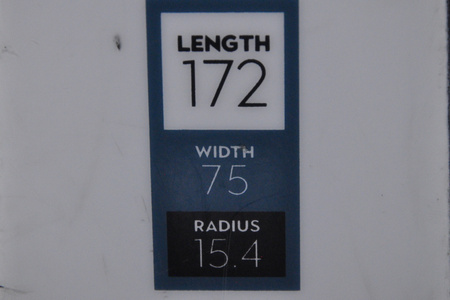 LENGTH
172
WIDTH
75
RADIUS
15.4